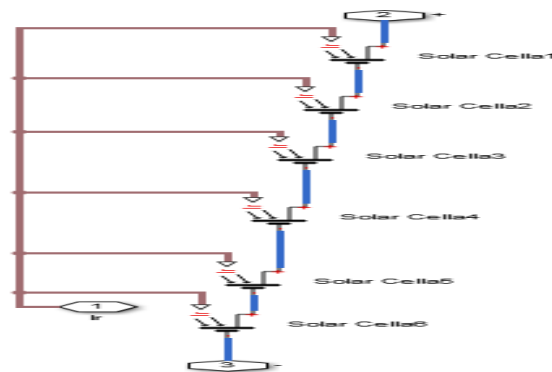 2 +
Solar Cella1
Solar Cella2
Solar Cella3
Solar Cella4
Solar Cella5
1
Ir
Solar Cella6
3 -